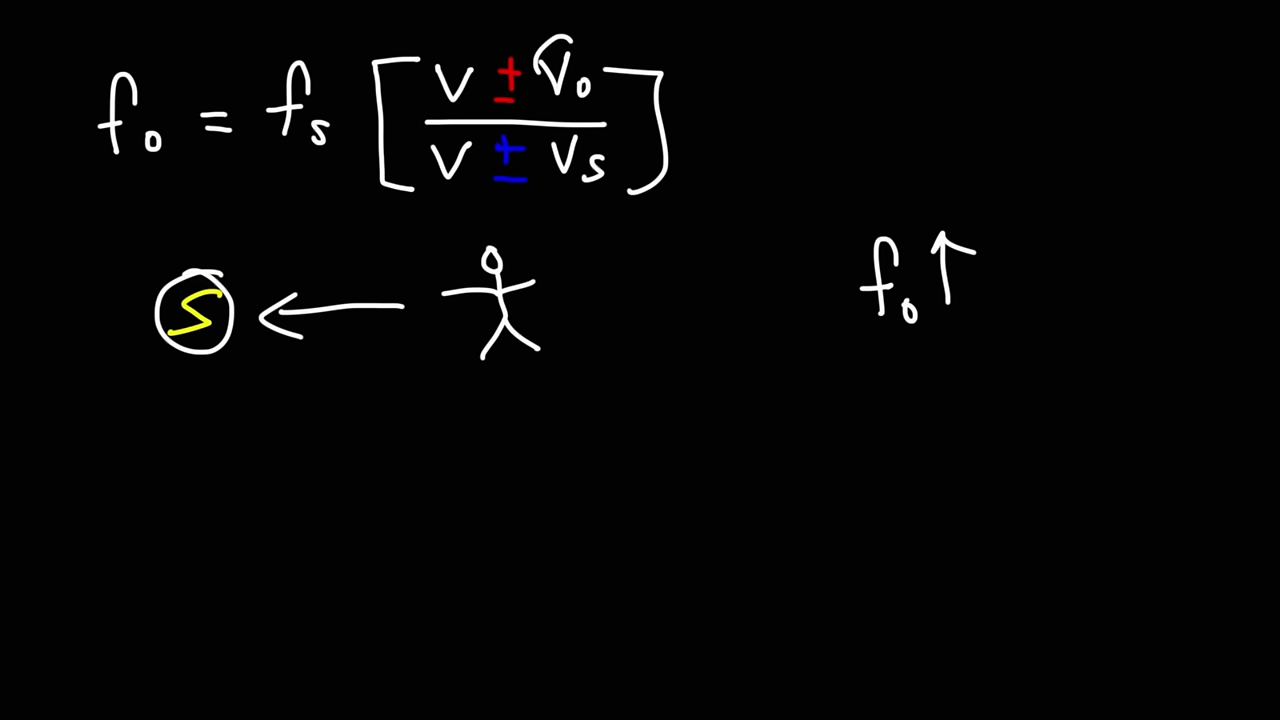 f₀ = fₛ [ (V ± V₀) / (V ± Vₛ) ]
S ← f₀ ↑